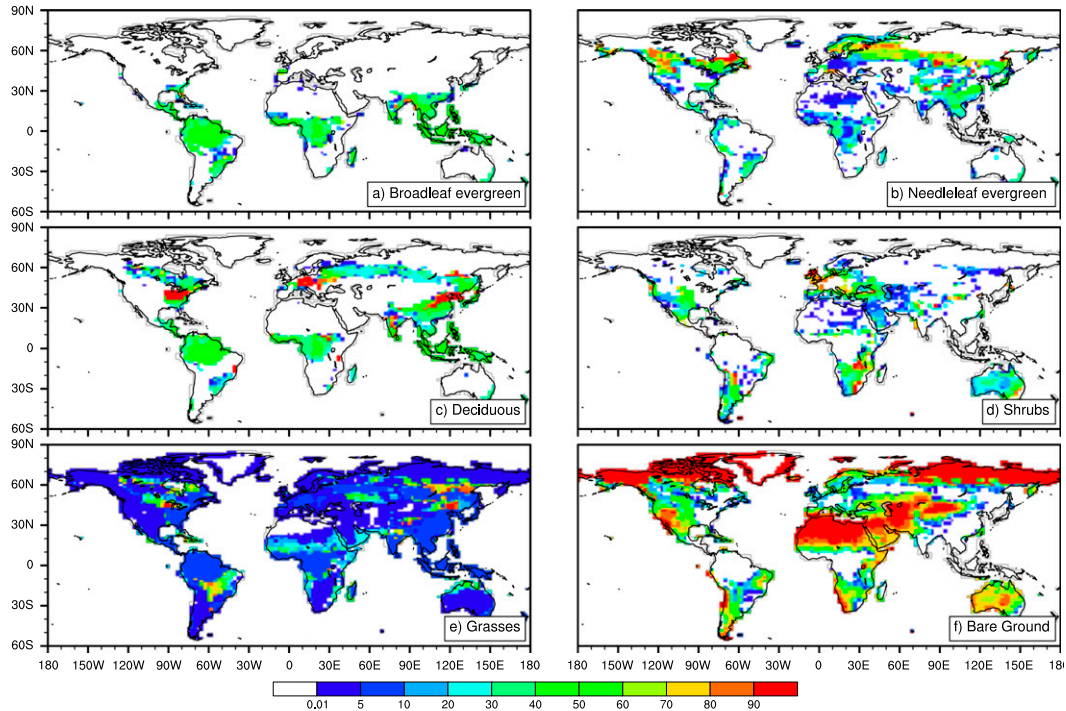 90N
60N
30N
0
30S
60S
a) Broadleaf evergreen
b) Needleleaf evergreen
90N
60N
30N
0
30S
60S
c) Deciduous
d) Shrubs
90N
60N
30N
0
30S
60S
e) Grasses
f) Bare Ground
180 150W 120W 90W 60W 30W 0 30E 60E 90E 120E 150E 180
180 150W 120W 90W 60W 30W 0E 30E 60E 90E 120E 150E 180
0.01 5 10 20 30 40 50 60 70 80 90